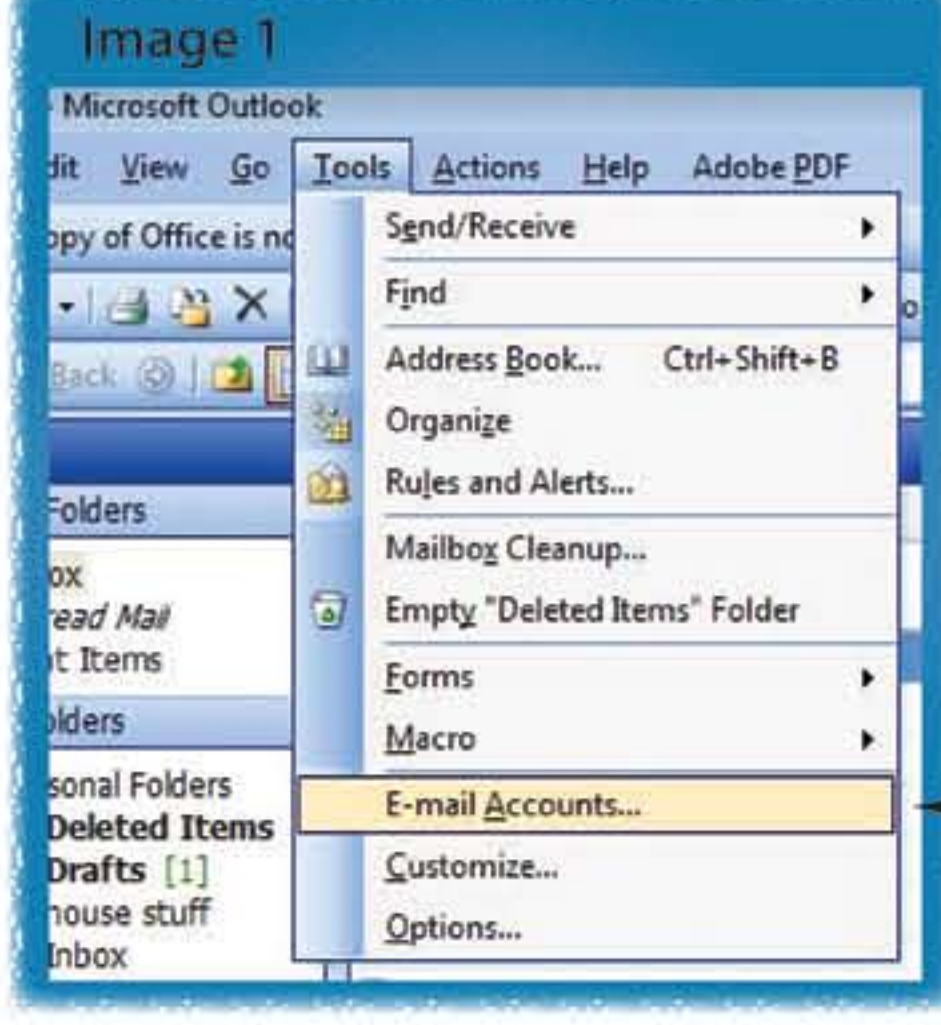 Image 1
Microsoft Outlook
dit View Go Tools Actions Help Adobe PDF
opy of Office is no
Send/Receive
Find
Back
Address Book... Ctrl+Shift+B
Organize
Rules and Alerts...
Folders
Mailbox Cleanup...
ox
read Mail
Empty "Deleted Items" Folder
t Items
Forms
olders
Macro
sonal Folders
E-mail Accounts...
Deleted Items
Drafts [1]
Customize...
house stuff
Options...
Inbox